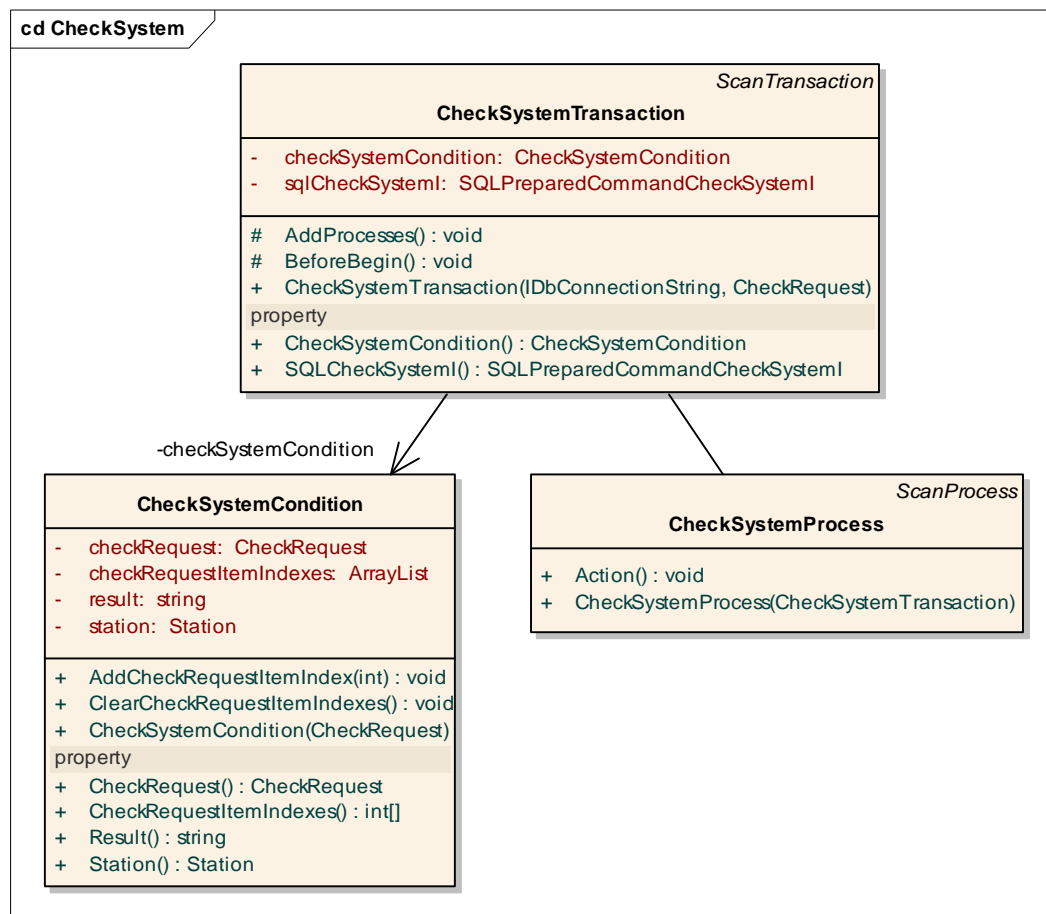 cd CheckSystem
ScanTransaction
CheckSystemTransaction
- checkSystemCondition: CheckSystemCondition
- sqlCheckSystemI: SQLPreparedCommandCheckSystemI
# AddProcesses() : void
# BeforeBegin() : void
+ CheckSystemTransaction(IDbConnectionString, CheckRequest)
property
+ CheckSystemCondition() : CheckSystemCondition
+ SQLCheckSystemI() : SQLPreparedCommandCheckSystemI
-checkSystemCondition
CheckSystemCondition
- checkRequest: CheckRequest
- checkRequestItemIndexes: ArrayList
- result: string
- station: Station
+ AddCheckRequestItemIndex(int) : void
+ ClearCheckRequestItemIndexes() : void
+ CheckSystemCondition(CheckRequest)
property
+ CheckRequest() : CheckRequest
+ CheckRequestItemIndexes() : int[]
+ Result() : string
+ Station() : Station
ScanProcess
CheckSystemProcess
+ Action() : void
+ CheckSystemProcess(CheckSystemTransaction)